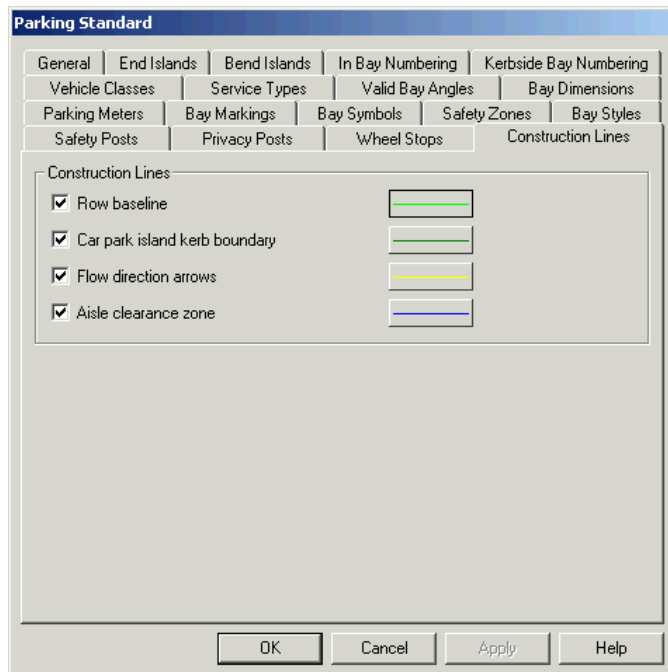 Parking Standard
General End Islands Bend Islands In Bay Numbering Kerbside Bay Numbering
Vehicle Classes Service Types Valid Bay Angles Bay Dimensions
Parking Meters Bay Markings Bay Symbols Safety Zones Bay Styles
Safety Posts Privacy Posts Wheel Stops Construction Lines
Construction Lines
Row baseline
Car park island kerb boundary
Flow direction arrows
Aisle clearance zone
OK Cancel Apply Help